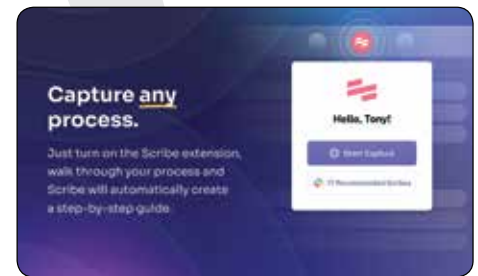 Capture any
process.
Just turn on the Scribe extension,
walk through your process and
Scribe will automatically create
a step-by-step guide.
Hello, Tony!
Start Capture
17 Recommended Scribes